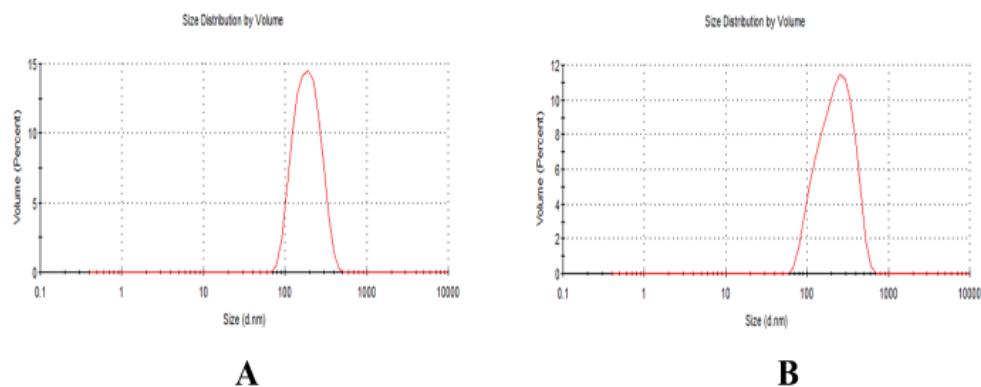 Size Distribution by Volume
15
10
5
0
Volume (Percent)
0.1 1 10 100 1000 10000
Size (d.nm)
A
Size Distribution by Volume
12
10
8
6
4
2
0
Volume (Percent)
0.1 1 10 100 1000 10000
Size (d.nm)
B